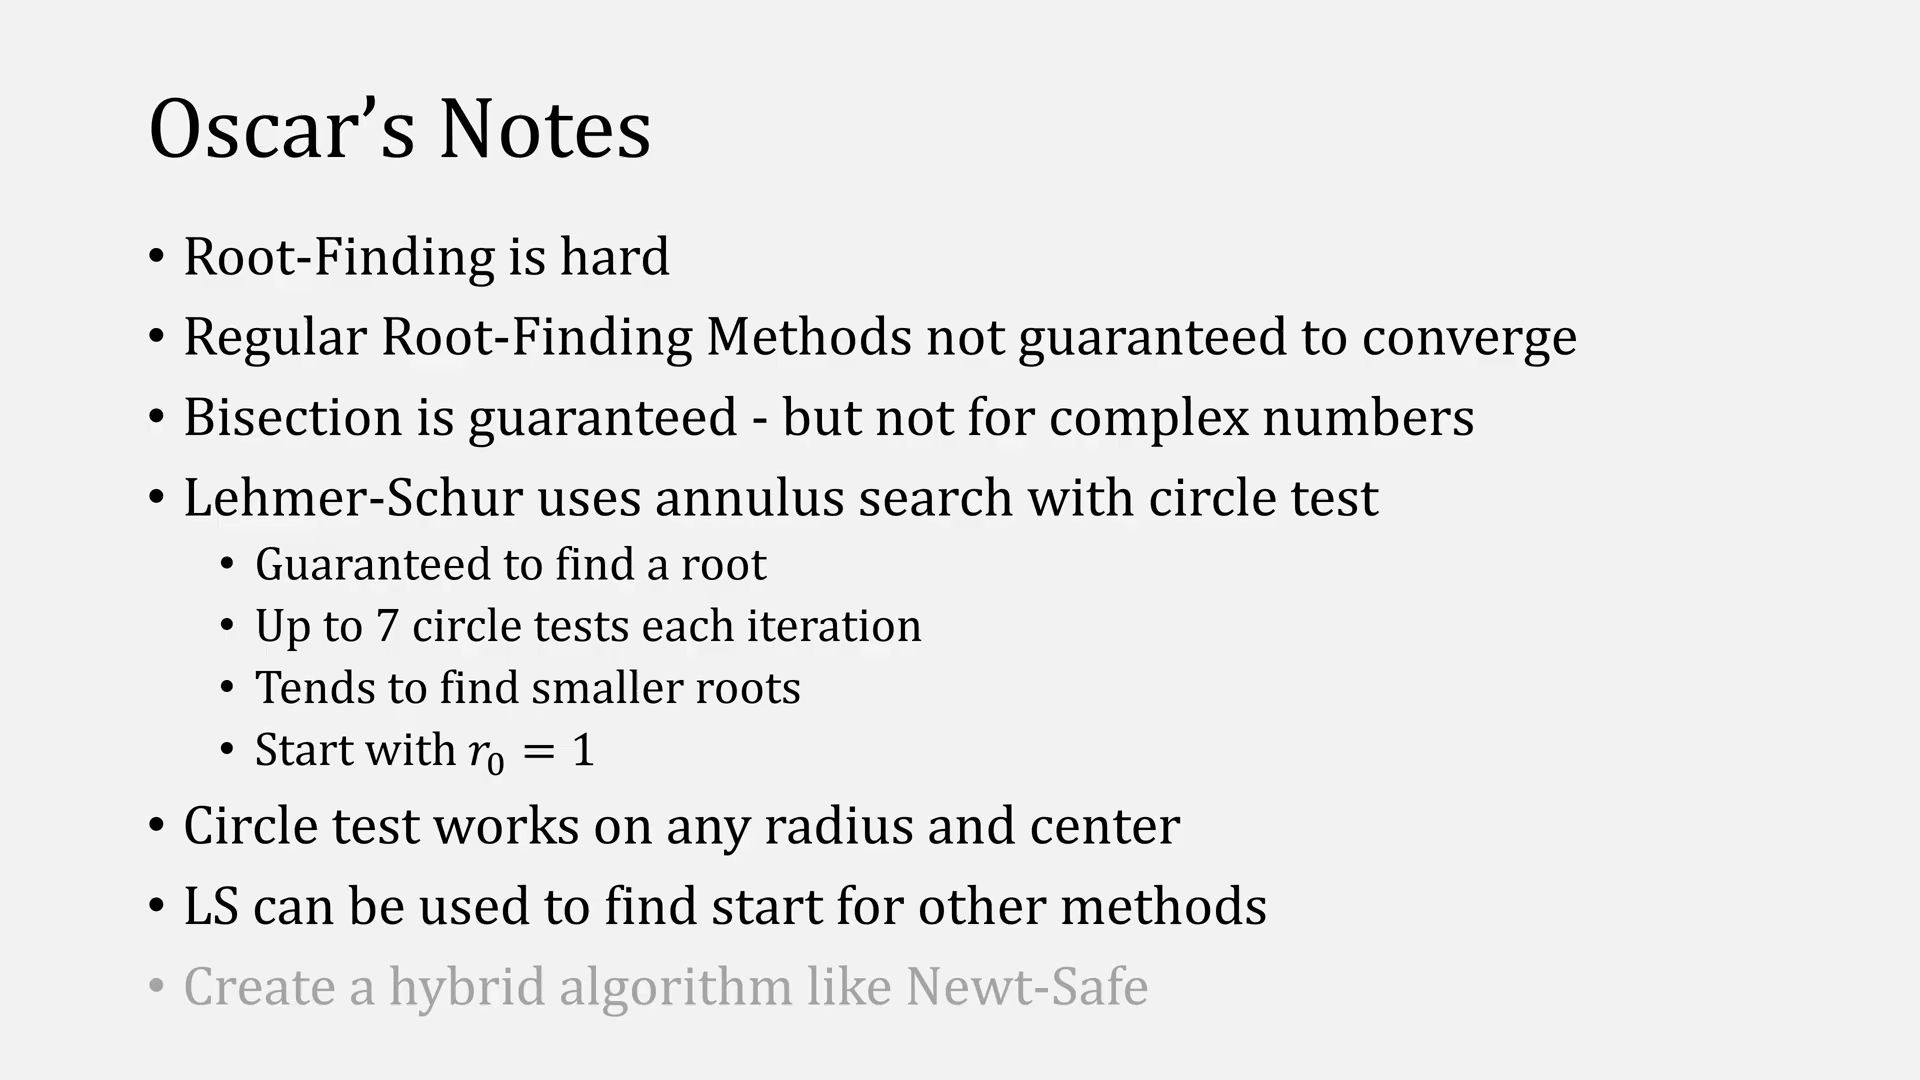 Oscar’s Notes
• Root-Finding is hard
• Regular Root-Finding Methods not guaranteed to converge
• Bisection is guaranteed - but not for complex numbers
• Lehmer-Schur uses annulus search with circle test
• Guaranteed to find a root
• Up to 7 circle tests each iteration
• Tends to find smaller roots
• Start with r₀ = 1
• Circle test works on any radius and center
• LS can be used to find start for other methods
• Create a hybrid algorithm like Newt-Safe